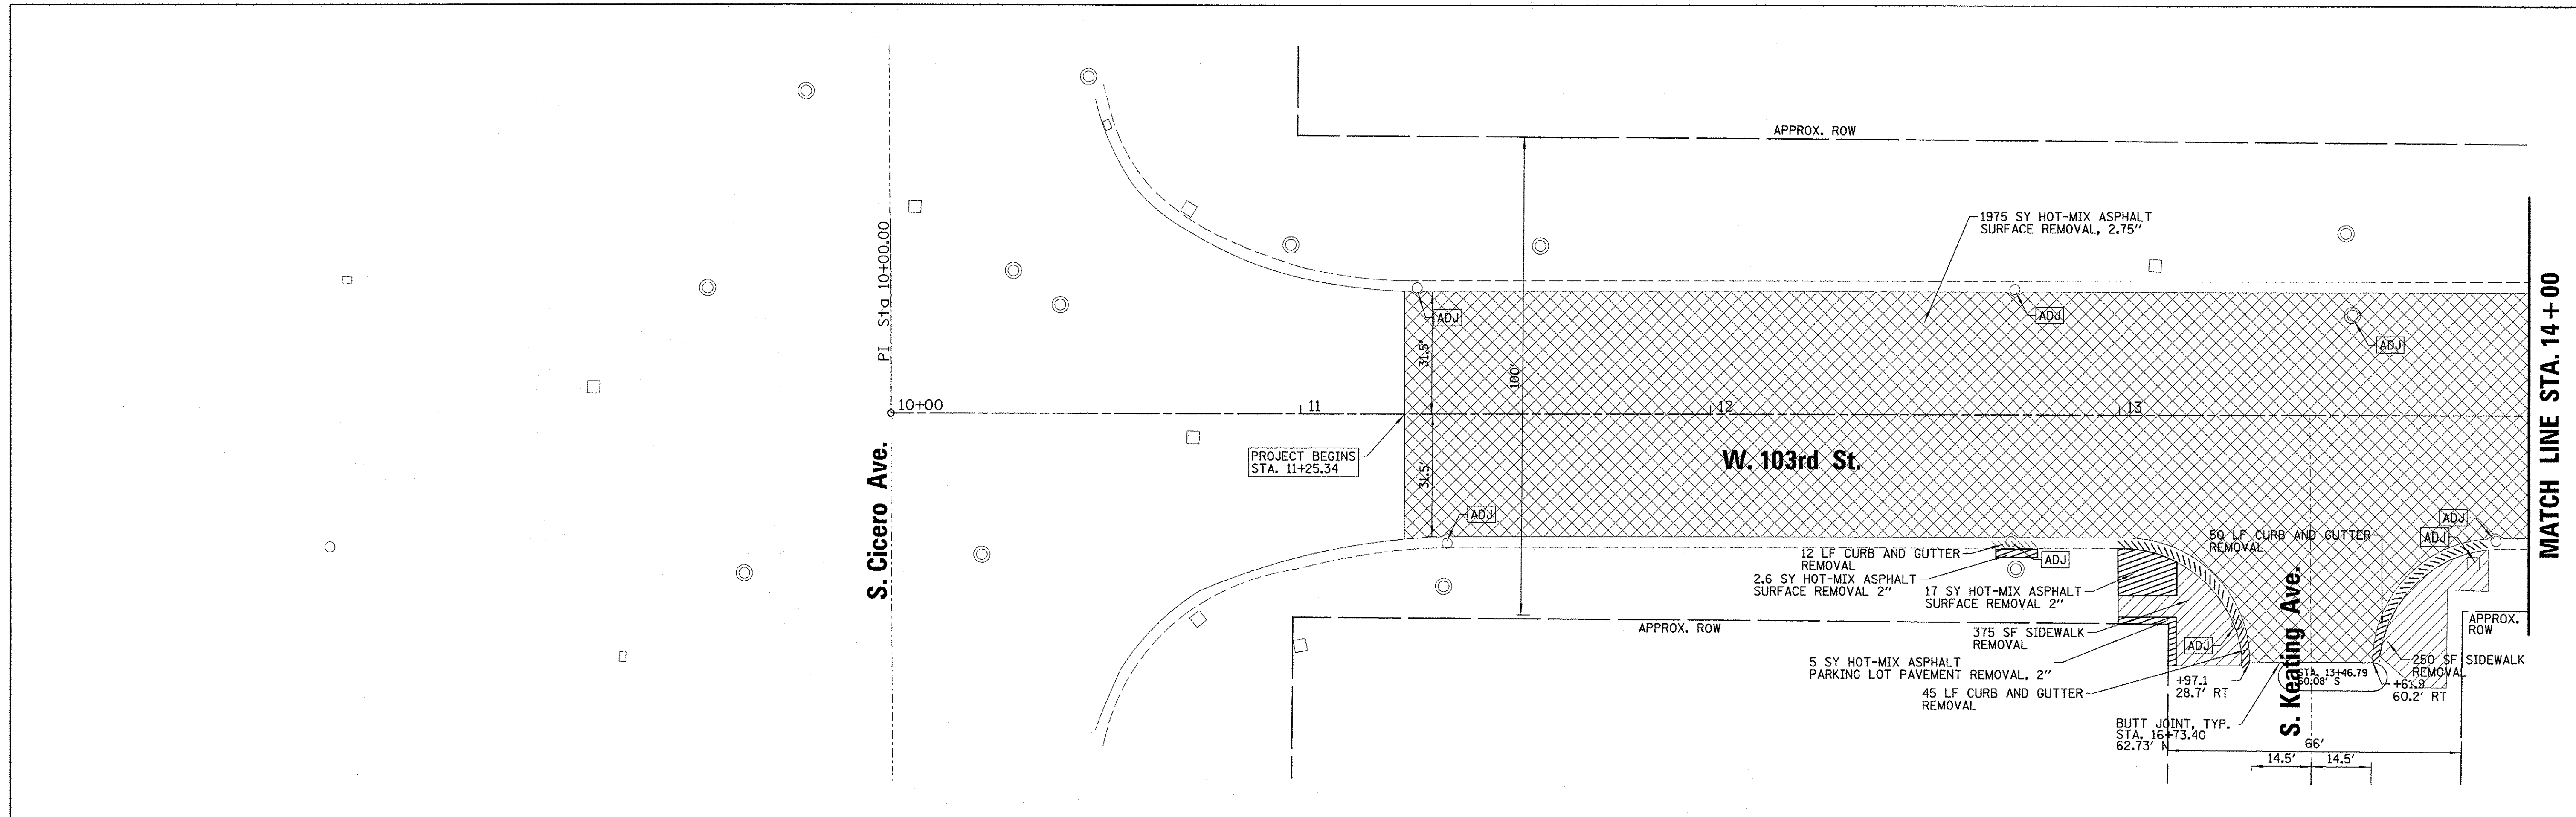 APPROX. ROW
1975 SY HOT-MIX ASPHALT
SURFACE REMOVAL, 2.75"
PI Sta 10+00.00
ADJ
ADJ
ADJ
31.5'
100'
10+00
11
12
13
MATCH LINE STA. 14+00
PROJECT BEGINS
STA. 11+25.34
31.5'
W. 103rd St.
S. Cicero Ave.
ADJ
ADJ
ADJ
50 LF CURB AND GUTTER
REMOVAL
12 LF CURB AND GUTTER
REMOVAL
ADJ
2.6 SY HOT-MIX ASPHALT
SURFACE REMOVAL 2"
17 SY HOT-MIX ASPHALT
SURFACE REMOVAL 2"
APPROX. ROW
375 SF SIDEWALK
REMOVAL
ADJ
S. Keating Ave.
APPROX.
ROW
5 SY HOT-MIX ASPHALT
PARKING LOT PAVEMENT REMOVAL, 2"
250 SF SIDEWALK
REMOVAL
45 LF CURB AND GUTTER
REMOVAL
+97.1
28.7' RT
STA. 13+46.79
60.08' S
+61.9
60.2' RT
BUTT JOINT, TYP.
STA. 16+73.40
62.73' N
66'
14.5'
14.5'